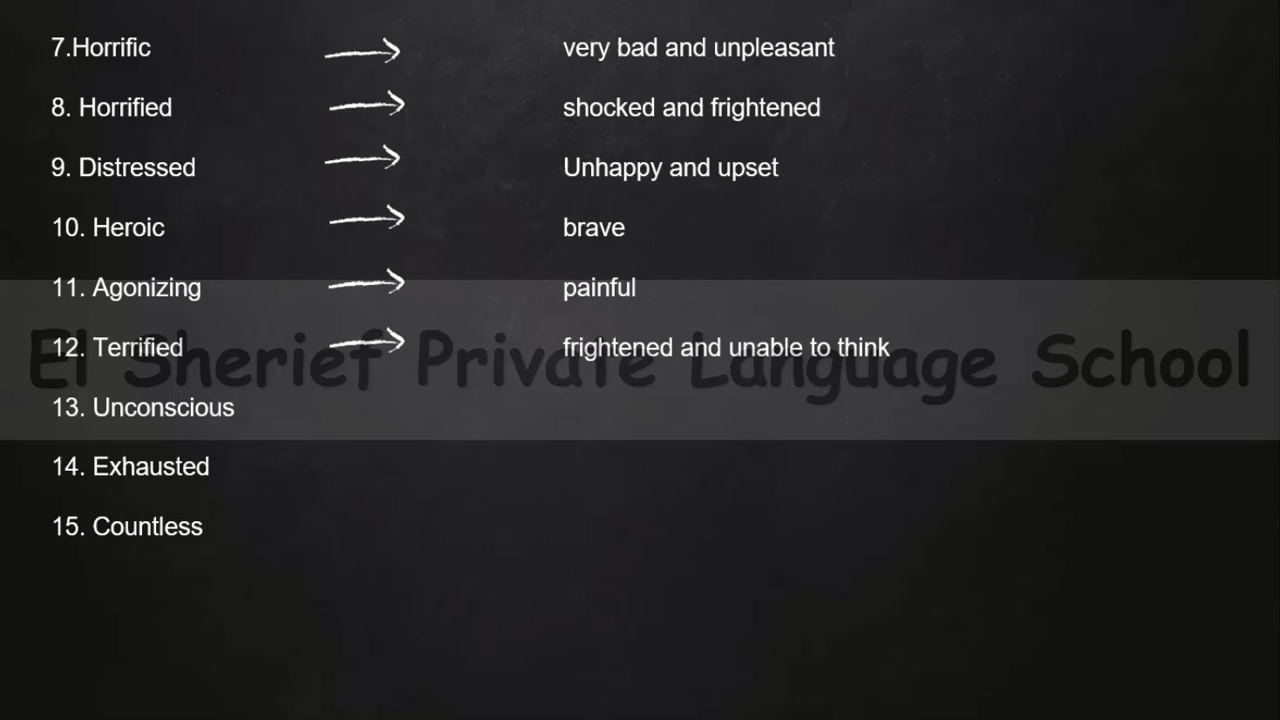 7.Horrific very bad and unpleasant
8. Horrified shocked and frightened
9. Distressed Unhappy and upset
10. Heroic brave
11. Agonizing painful
12. Terrified frightened and unable to think
El Sherief Private Language School
13. Unconscious
14. Exhausted
15. Countless